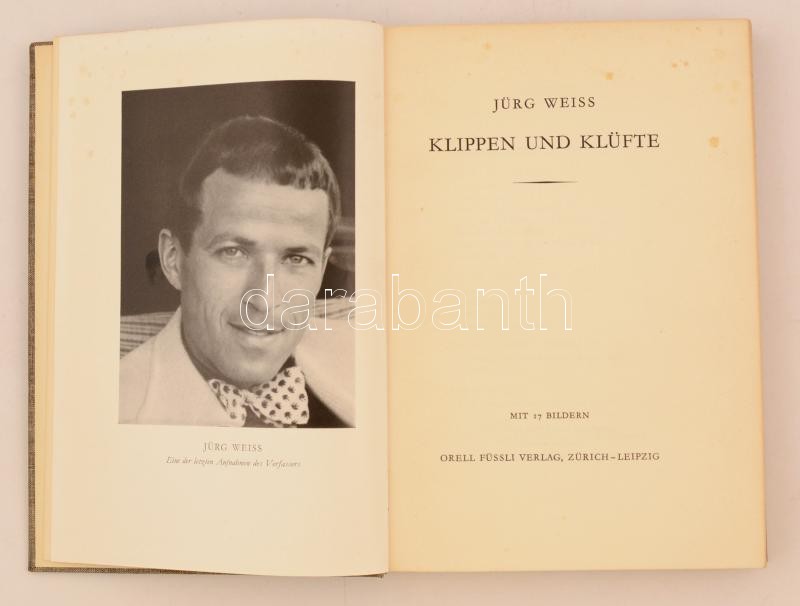 JÜRG WEISS
Eine der letzten Aufnahmen des Verfassers
JÜRG WEISS
KLIPPEN UND KLÜFTE
MIT 17 BILDERN
ORELL FÜSSLI VERLAG, ZÜRICH–LEIPZIG
darabanth